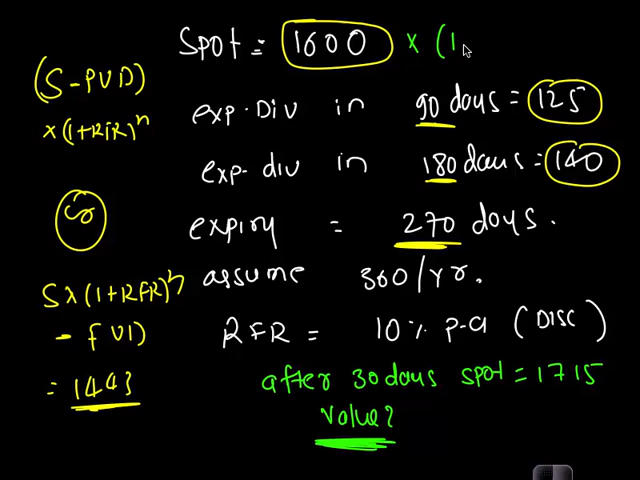 Spot = 1600 × (1
(S - PVD)
× (1+RFR)^n
exp. Div in 90 days = 125
exp. div in 180 days = 140
expiry = 270 days.
assume 360/yr.
S × (1+RFR)^n
- FVD)
= 1443
RFR = 10% p.a (DISC)
after 30 days spot = 1715
value?